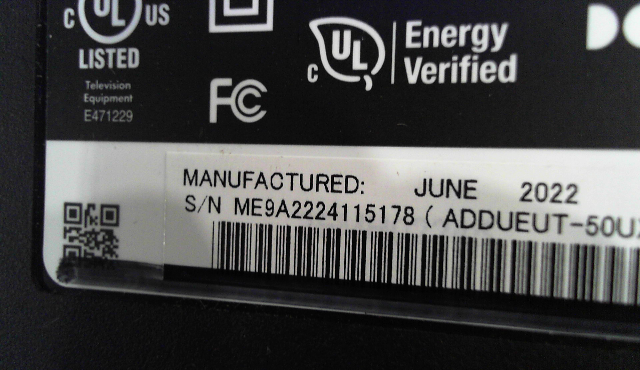 C UL US
LISTED
Television
Equipment
E471229
FC
C UL
Energy
Verified
MANUFACTURED: JUNE 2022
S/N ME9A2224115178 ( ADDUEUT-50U